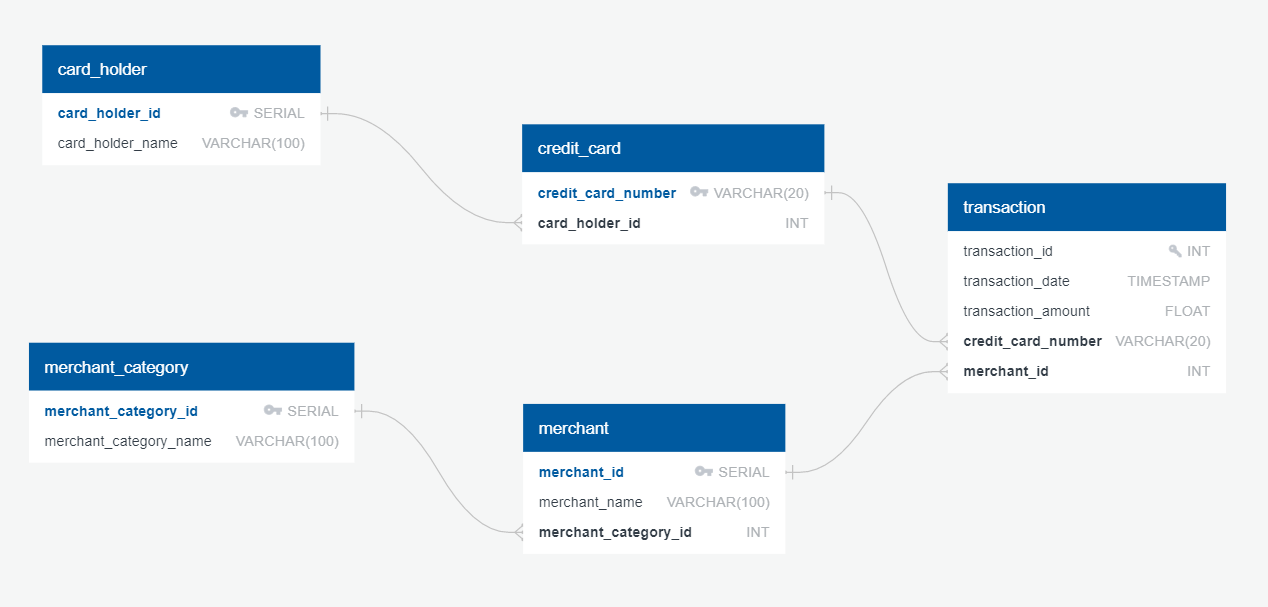 card_holder
card_holder_id SERIAL
card_holder_name VARCHAR(100)
credit_card
credit_card_number VARCHAR(20)
card_holder_id INT
transaction
transaction_id INT
transaction_date TIMESTAMP
transaction_amount FLOAT
credit_card_number VARCHAR(20)
merchant_id INT
merchant_category
merchant_category_id SERIAL
merchant_category_name VARCHAR(100)
merchant
merchant_id SERIAL
merchant_name VARCHAR(100)
merchant_category_id INT